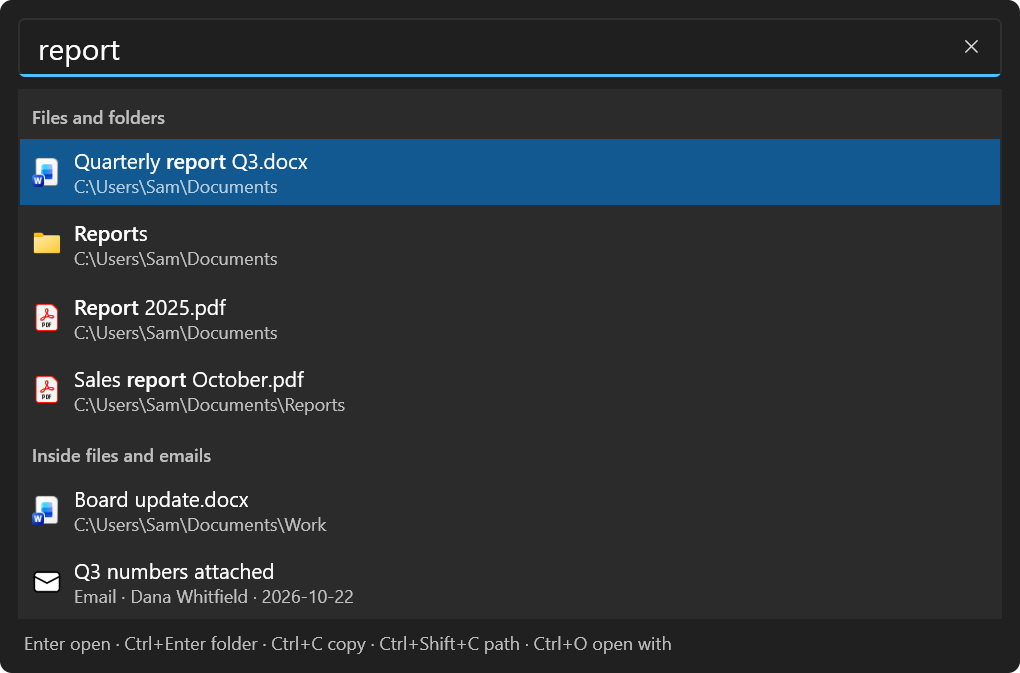 report
Files and folders
Quarterly report Q3.docx
C:\Users\Sam\Documents
Reports
C:\Users\Sam\Documents
Report 2025.pdf
C:\Users\Sam\Documents
Sales report October.pdf
C:\Users\Sam\Documents\Reports
Inside files and emails
Board update.docx
C:\Users\Sam\Documents\Work
Q3 numbers attached
Email · Dana Whitfield · 2026-10-22
Enter open · Ctrl+Enter folder · Ctrl+C copy · Ctrl+Shift+C path · Ctrl+O open with